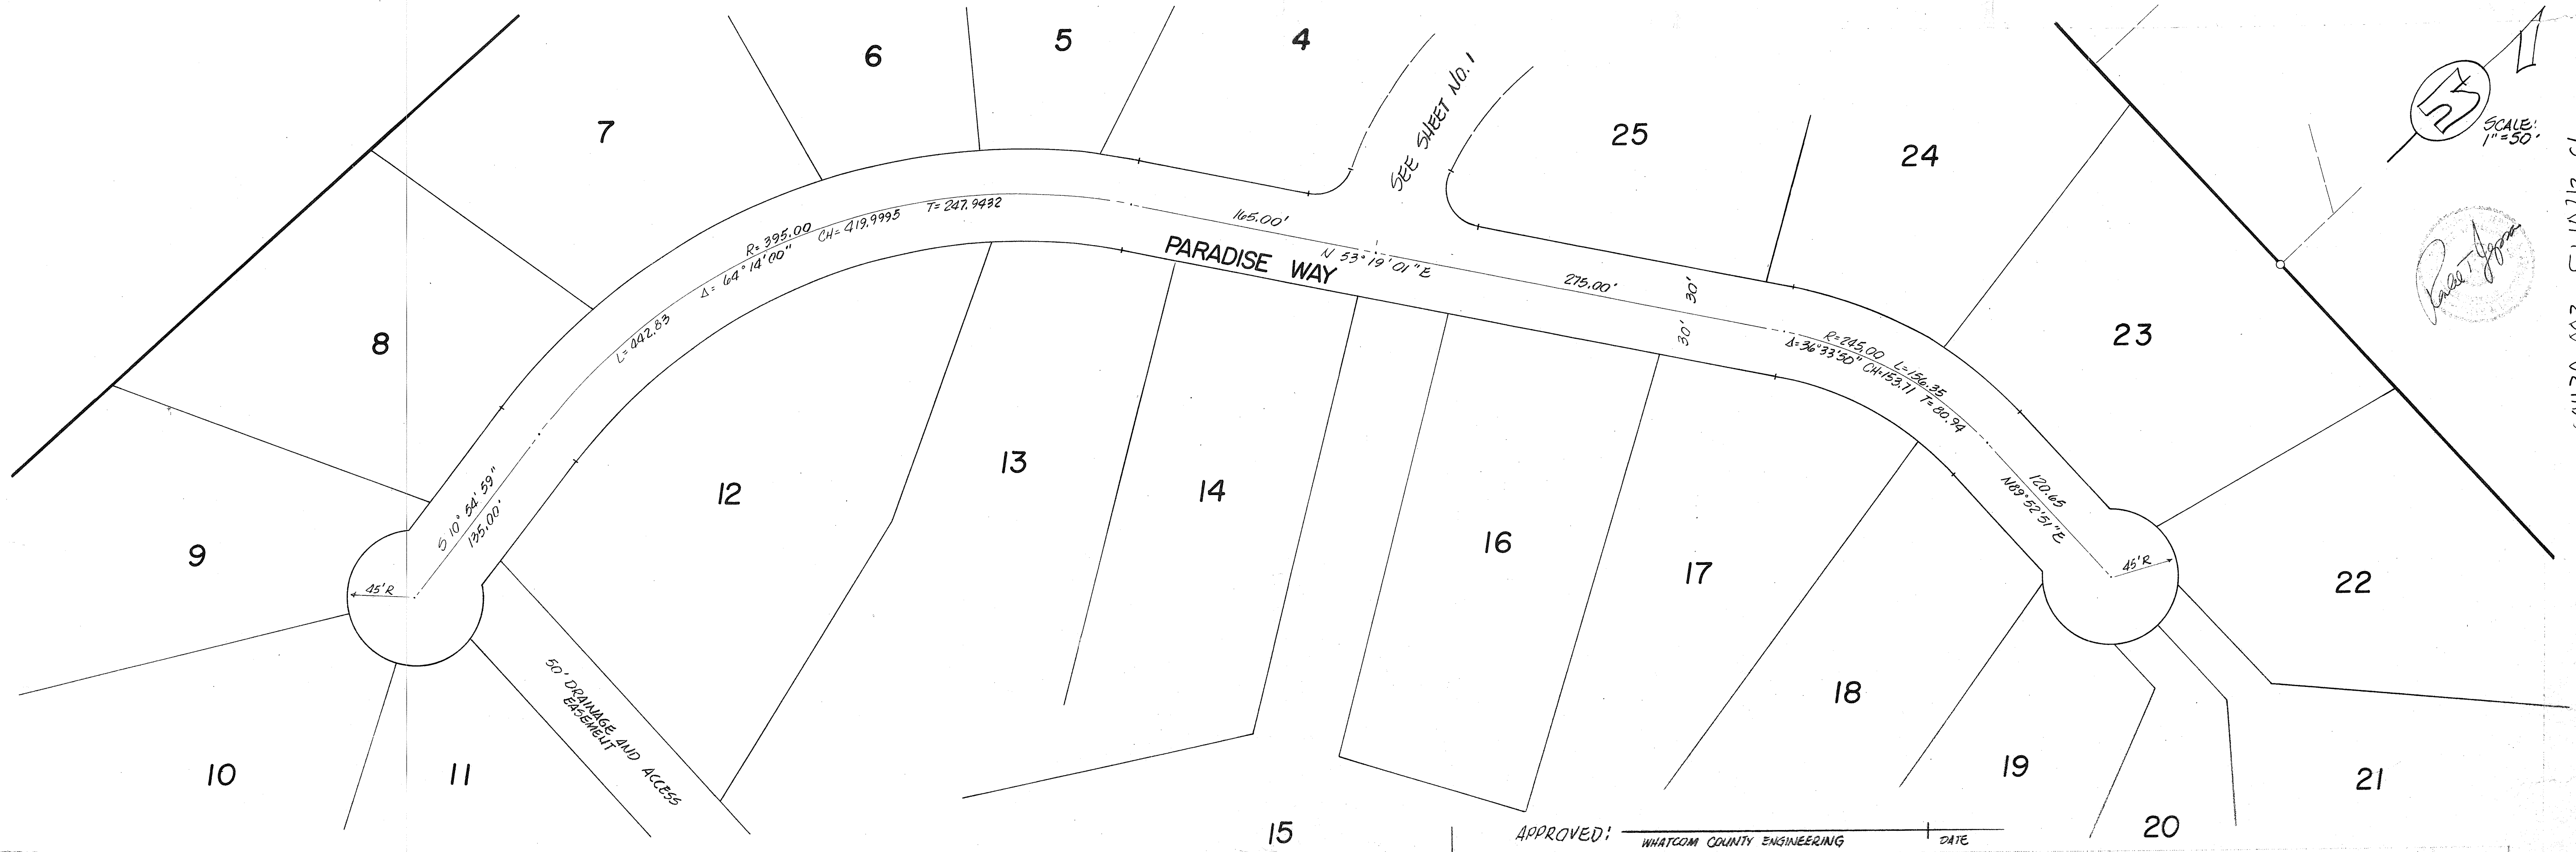 6
5
4
7
25
24
SEE SHEET NO. 1
SCALE:
1"=50'
8
R= 395.00 CH= 419.9995 T= 247.9432
Δ= 64° 14' 00"
L= 442.83
165.00'
N 53° 19' 01" E
PARADISE WAY
275.00'
30'
30'
R=245.00 L=156.35
Δ=36°33'50" CH=153.71 T=80.94
23
S 10° 54' 59"
135.00'
120.65
N89°52'51"E
9
12
13
14
16
17
45'R
45'R
22
50' DRAINAGE AND ACCESS
EASEMENT
18
10
11
19
21
15
20
APPROVED:
WHATCOM COUNTY ENGINEERING
DATE